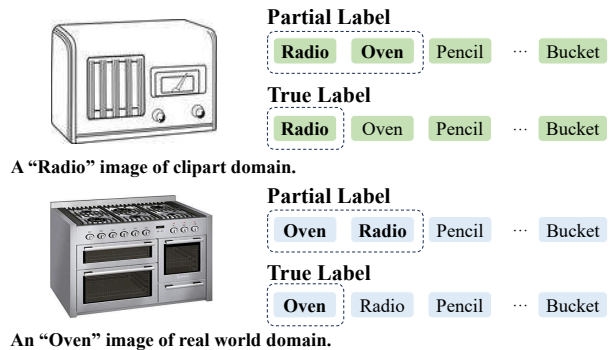 Partial Label
Radio Oven Pencil ... Bucket
True Label
Radio Oven Pencil ... Bucket
A “Radio” image of clipart domain.
Partial Label
Oven Radio Pencil ... Bucket
True Label
Oven Radio Pencil ... Bucket
An “Oven” image of real world domain.